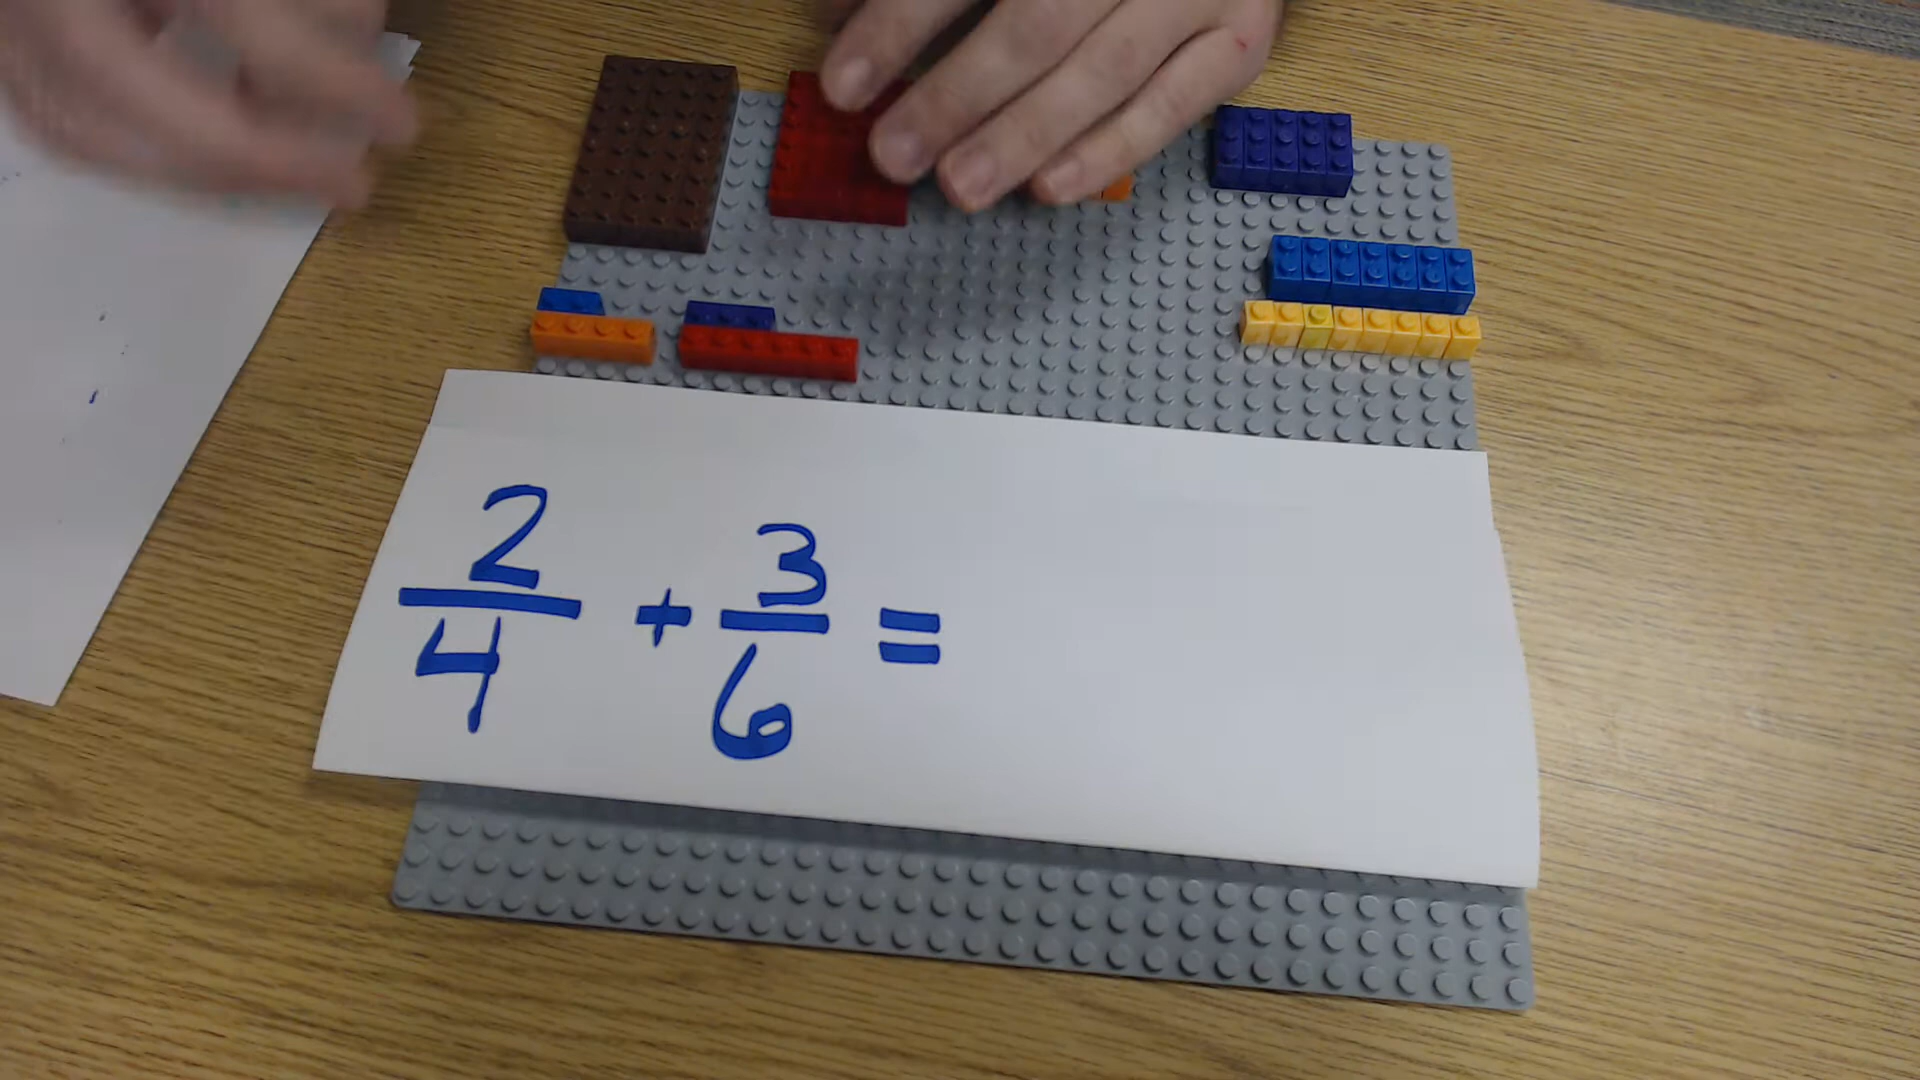 2/4 + 3/6 =